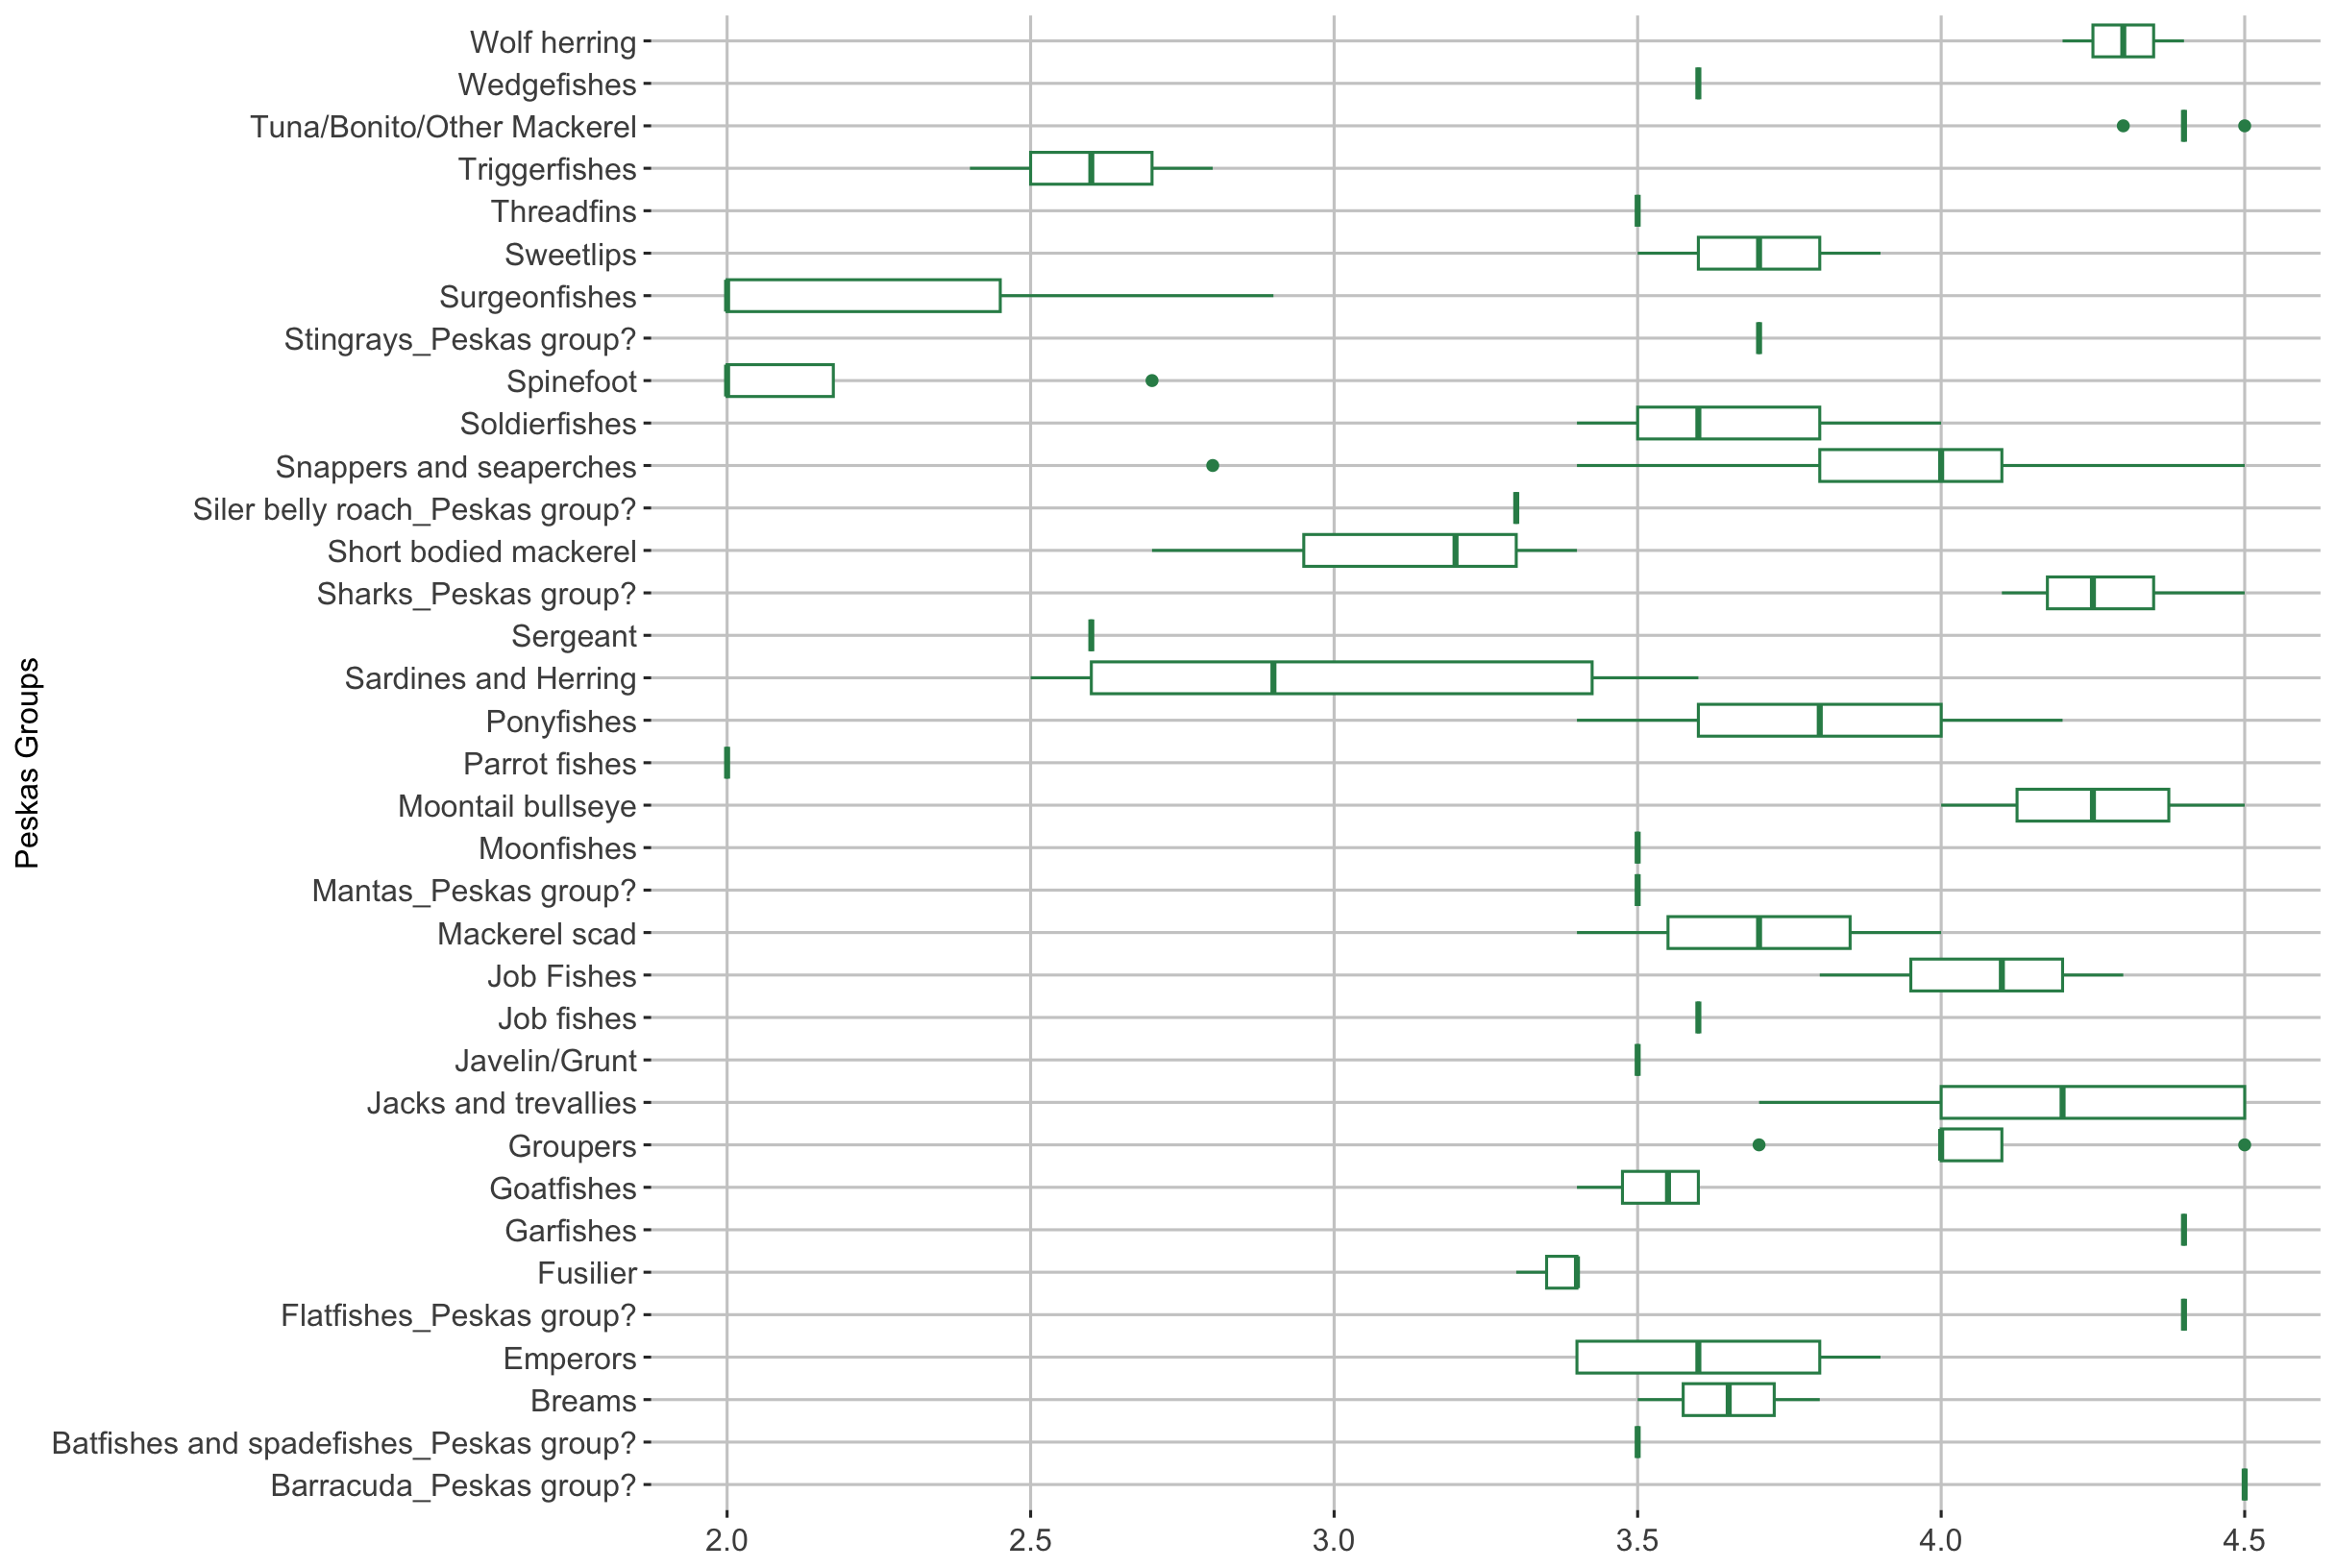 Peskas Groups
Wolf herring
Wedgefishes
Tuna/Bonito/Other Mackerel
Triggerfishes
Threadfins
Sweetlips
Surgeonfishes
Stingrays_Peskas group?
Spinefoot
Soldierfishes
Snappers and seaperches
Siler belly roach_Peskas group?
Short bodied mackerel
Sharks_Peskas group?
Sergeant
Sardines and Herring
Ponyfishes
Parrot fishes
Moontail bullseye
Moonfishes
Mantas_Peskas group?
Mackerel scad
Job Fishes
Job fishes
Javelin/Grunt
Jacks and trevallies
Groupers
Goatfishes
Garfishes
Fusilier
Flatfishes_Peskas group?
Emperors
Breams
Batfishes and spadefishes_Peskas group?
Barracuda_Peskas group?
2.0 2.5 3.0 3.5 4.0 4.5